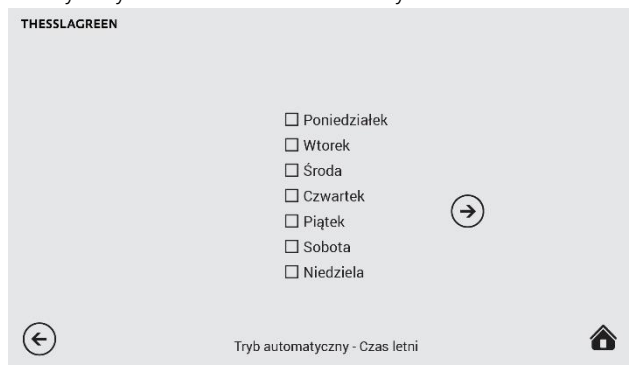 THESSLAGREEN
Poniedziałek
Wtorek
Środa
Czwartek
Piątek
Sobota
Niedziela
Tryb automatyczny - Czas letni